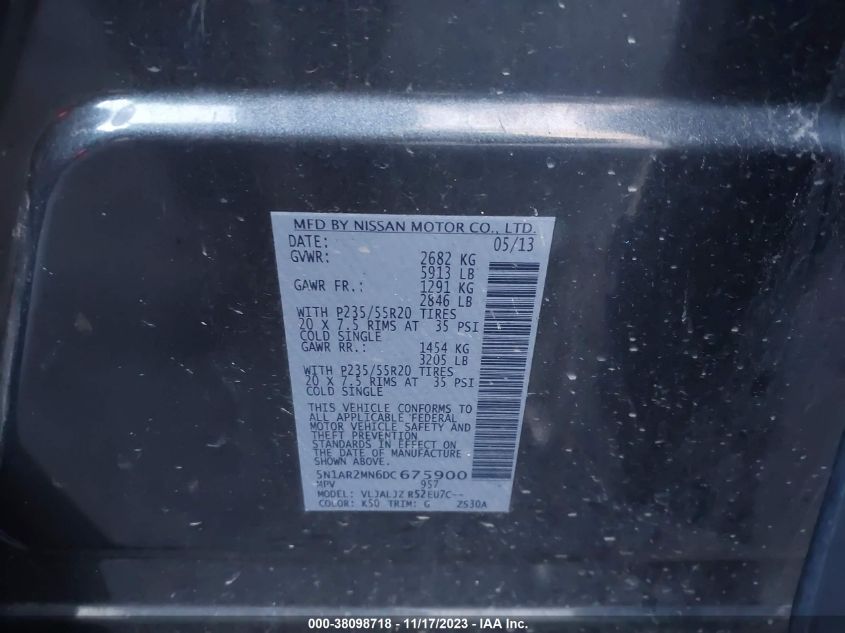 MFD BY NISSAN MOTOR CO., LTD.
DATE: 05/13
GVWR: 2682 KG
5913 LB
GAWR FR.: 1291 KG
2846 LB
WITH P235/55R20 TIRES
20 X 7.5 RIMS AT 35 PSI
COLD SINGLE
GAWR RR.: 1454 KG
3205 LB
WITH P235/55R20 TIRES
20 X 7.5 RIMS AT 35 PSI
COLD SINGLE
THIS VEHICLE CONFORMS TO
ALL APPLICABLE FEDERAL
MOTOR VEHICLE SAFETY AND
THEFT PREVENTION
STANDARDS IN EFFECT ON
THE DATE OF MANUFACTURE
5N1AR2MN6DC675900
MPV 957
MODEL: VLJALJZ R52EU7C--
COLOR: K50 TRIM: G ZS30A
000-38098718 - 11/17/2023 - IAA Inc.